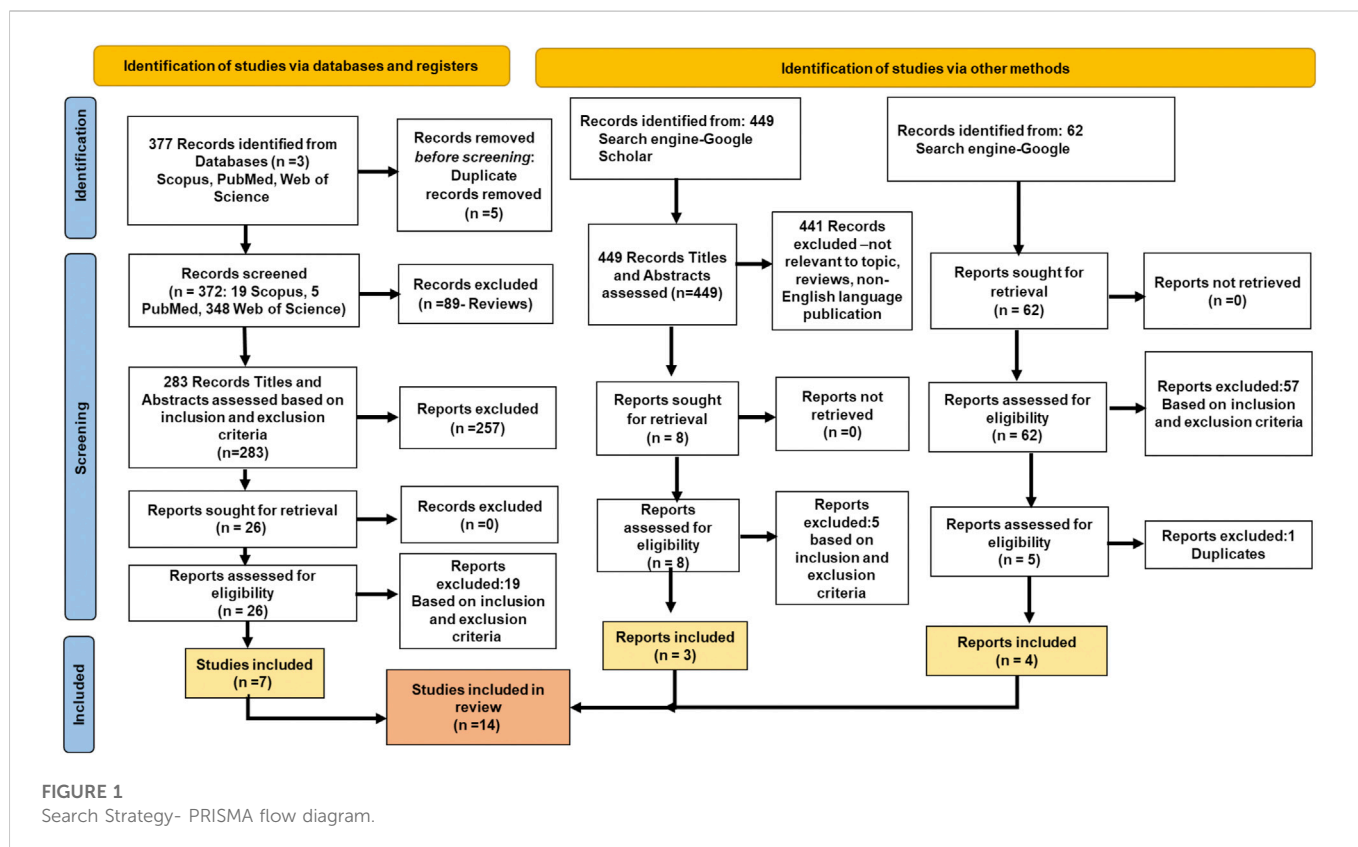 Identification of studies via databases and registers
Identification of studies via other methods
Identification
Screening
Included
377 Records identified from
Databases (n =3)
Scopus, PubMed, Web of
Science
Records removed
before screening:
Duplicate
records removed
(n =5)
Records screened
(n = 372: 19 Scopus, 5
PubMed, 348 Web of Science)
Records excluded
(n =89- Reviews)
283 Records Titles and
Abstracts assessed based on
inclusion and exclusion
criteria
(n=283)
Reports excluded
(n =257)
Reports sought for retrieval
(n = 26)
Records excluded
(n =0)
Reports assessed for
eligibility
(n = 26)
Reports
excluded:19
Based on inclusion
and exclusion
criteria
Studies included
(n =7)
Records identified from: 449
Search engine-Google
Scholar
449 Records Titles
and Abstracts
assessed (n=449)
441 Records
excluded –not
relevant to topic,
reviews, non-
English language
publication
Reports sought
for retrieval
(n = 8)
Reports not
retrieved
(n =0)
Reports
assessed for
eligibility
(n = 8)
Reports
excluded:5
based on
inclusion and
exclusion
criteria
Reports included
(n = 3)
Records identified from: 62
Search engine-Google
Reports sought for
retrieval
(n = 62)
Reports not retrieved
(n =0)
Reports assessed for
eligibility
(n = 62)
Reports excluded:57
Based on inclusion
and exclusion criteria
Reports assessed for
eligibility
(n = 5)
Reports excluded:1
Duplicates
Reports included
(n = 4)
Studies included in
review
(n =14)
FIGURE 1
Search Strategy- PRISMA flow diagram.